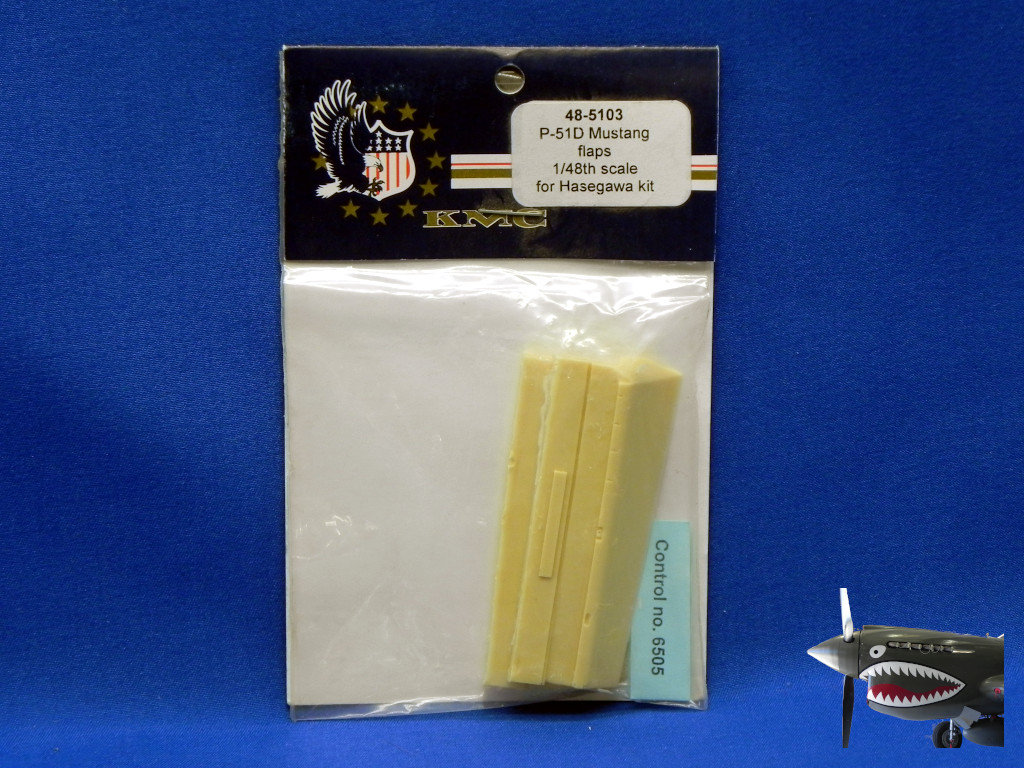 48-5103
P-51D Mustang
flaps
1/48th scale
for Hasegawa kit
KMC
Control no. 6505